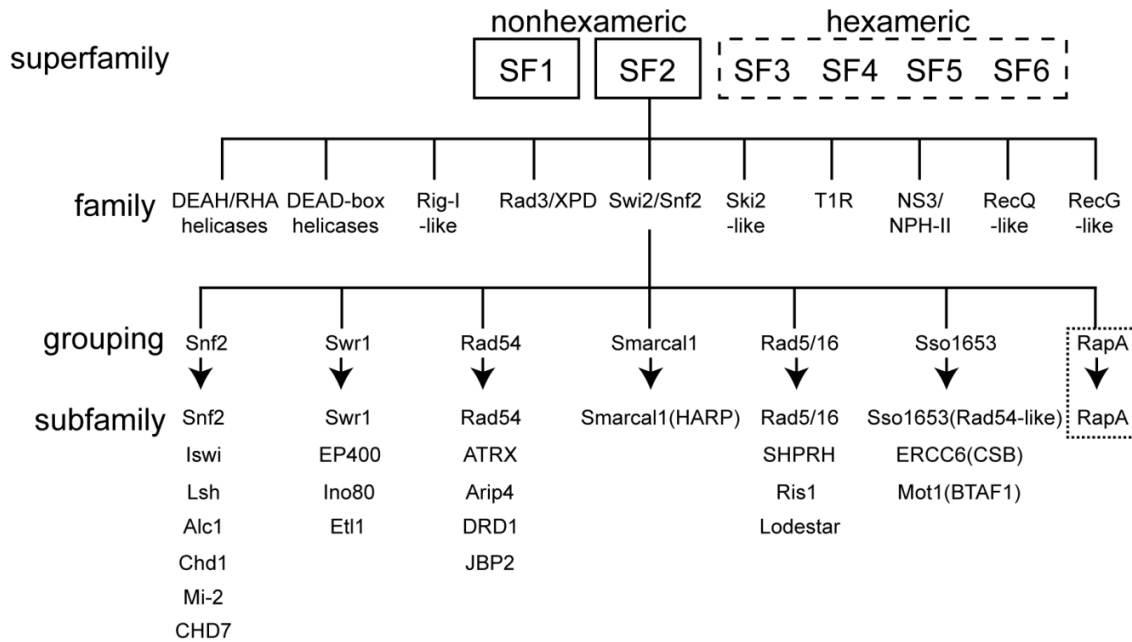 nonhexameric hexameric
superfamily SF1 SF2 SF3 SF4 SF5 SF6
family DEAH/RHA DEAD-box Rig-I Rad3/XPD Swi2/Snf2 Ski2 T1R NS3/ RecQ RecG
helicases helicases -like -like NPH-II -like -like
grouping Snf2 Swr1 Rad54 Smarcal1 Rad5/16 Sso1653 RapA
subfamily Snf2 Swr1 Rad54 Smarcal1(HARP) Rad5/16 Sso1653(Rad54-like) RapA
Iswi EP400 ATRX SHPRH ERCC6(CSB)
Lsh Ino80 Arip4 Ris1 Mot1(BTAF1)
Alc1 Etl1 DRD1 Lodestar
Chd1 JBP2
Mi-2
CHD7